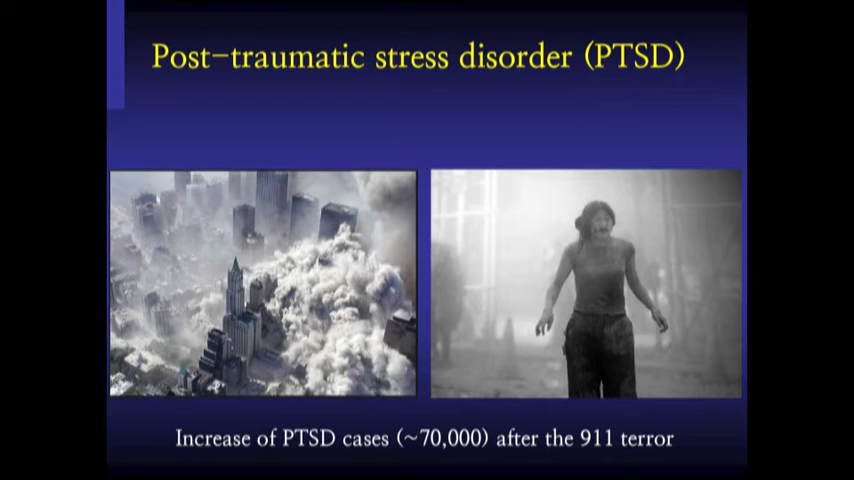 Post-traumatic stress disorder (PTSD)
Increase of PTSD cases (~70,000) after the 911 terror